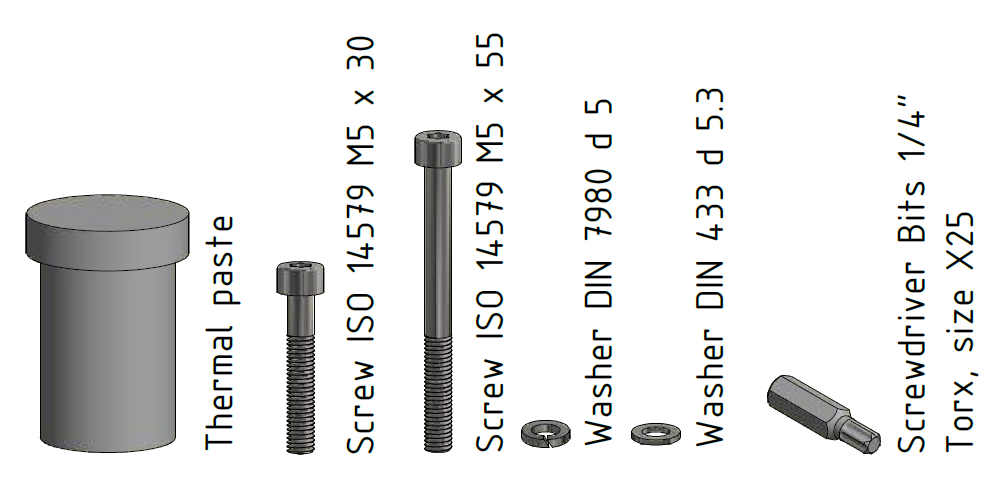 Thermal paste
Screw ISO 14579 M5 x 30
Screw ISO 14579 M5 x 55
Washer DIN 7980 d 5
Washer DIN 433 d 5.3
Screwdriver Bits 1/4"
Torx, size X25